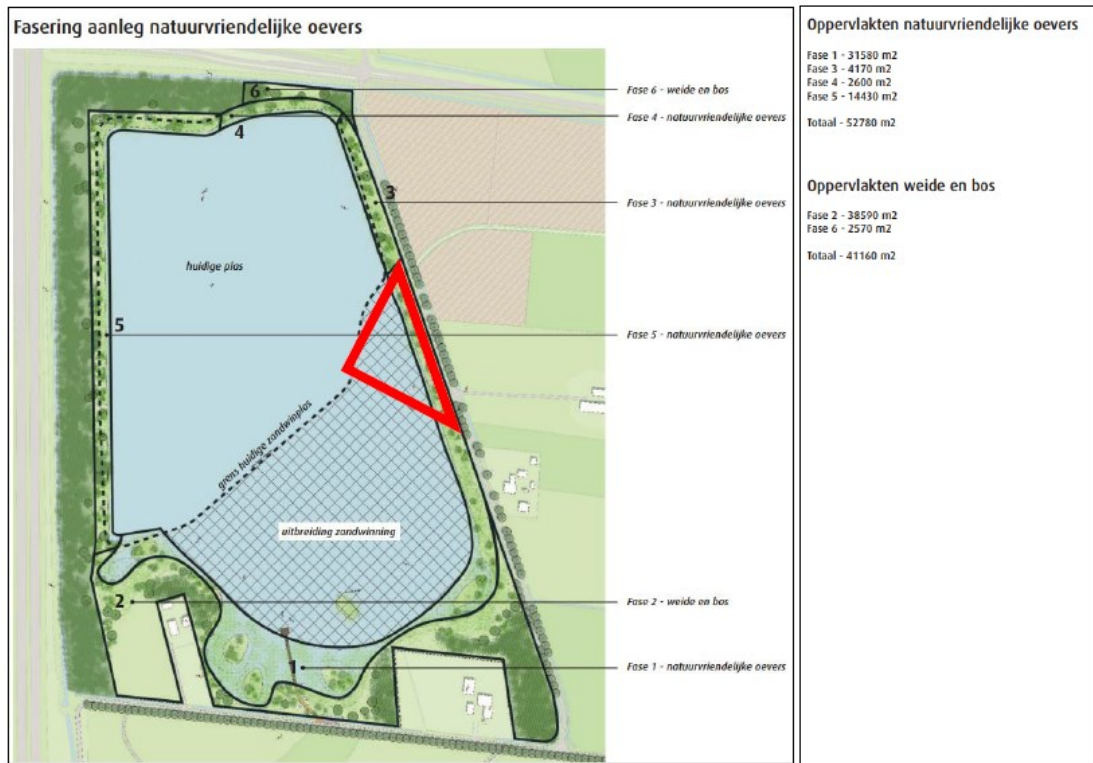 Fasering aanleg natuurvriendelijke oevers
6
Fase 6 - weide en bos
4
Fase 4 - natuurvriendelijke oevers
3
Fase 3 - natuurvriendelijke oevers
huidige plas
5
Fase 5 - natuurvriendelijke oevers
grens huidige zandwinplas
uitbreiding zandwinning
2
Fase 2 - weide en bos
1
Fase 1 - natuurvriendelijke oevers
Oppervlakten natuurvriendelijke oevers
Fase 1 - 31580 m2
Fase 3 - 4170 m2
Fase 4 - 2600 m2
Fase 5 - 14430 m2
Totaal - 52780 m2
Oppervlakten weide en bos
Fase 2 - 38590 m2
Fase 6 - 2570 m2
Totaal - 41160 m2